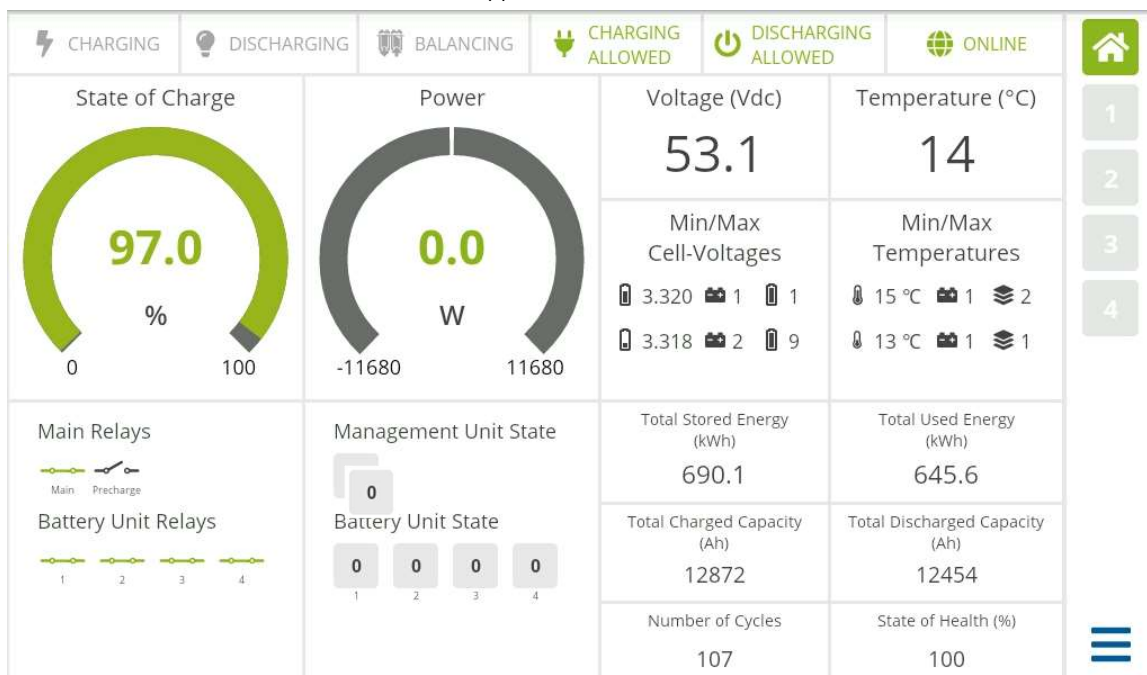 CHARGING
DISCHARGING
BALANCING
CHARGING
ALLOWED
DISCHARGING
ALLOWED
ONLINE
State of Charge
97.0
%
0
100
Power
0.0
W
-11680
11680
Voltage (Vdc)
53.1
Temperature (°C)
14
Min/Max
Cell-Voltages
3.320 1 1
3.318 2 9
Min/Max
Temperatures
15 °C 1 2
13 °C 1 1
1
2
3
4
Main Relays
Main Precharge
Battery Unit Relays
1 2 3 4
Management Unit State
0
Battery Unit State
0 0 0 0
1 2 3 4
Total Stored Energy
(kWh)
690.1
Total Used Energy
(kWh)
645.6
Total Charged Capacity
(Ah)
12872
Total Discharged Capacity
(Ah)
12454
Number of Cycles
107
State of Health (%)
100